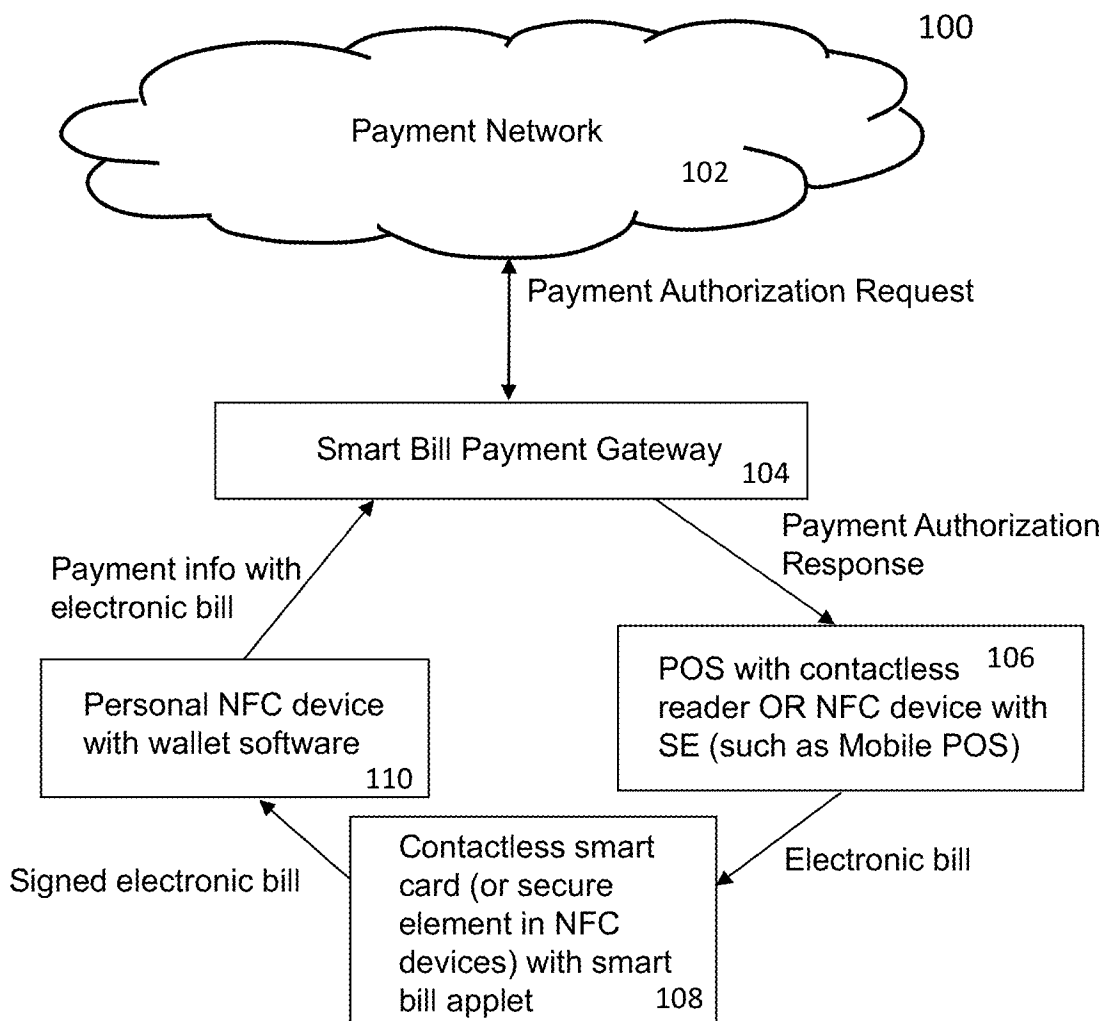 100
Payment Network
102
Payment Authorization Request
Smart Bill Payment Gateway
104
Payment Authorization
Response
Payment info with
electronic bill
POS with contactless
reader OR NFC device with
SE (such as Mobile POS)
106
Personal NFC device
with wallet software
110
Electronic bill
Signed electronic bill
Contactless smart
card (or secure
element in NFC
devices) with smart
bill applet
108